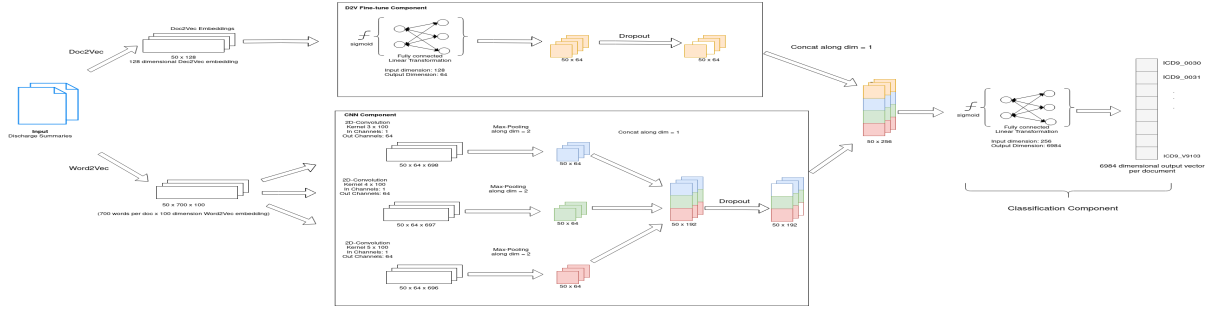 D2V Fine-tune Component
Doc2Vec Embeddings
Doc2Vec
50 x 128
128 dimensional Doc2Vec embedding
sigmoid
Fully connected
Linear Transformation
Input dimension: 128
Output Dimension: 64
50 x 64
Dropout
50 x 64
Concat along dim = 1
Input
Discharge Summaries
Word2Vec
50 x 700 x 100
(700 words per doc x 100 dimension Word2Vec embedding)
CNN Component
2D-Convolution
Kernel 3 x 100
In Channels: 1
Out Channels: 64
50 x 64 x 698
Max-Pooling
along dim = 2
50 x 64
Concat along dim = 1
2D-Convolution
Kernel 4 x 100
In Channels: 1
Out Channels: 64
50 x 64 x 697
Max-Pooling
along dim = 2
50 x 64
2D-Convolution
Kernel 5 x 100
In Channels: 1
Out Channels: 64
50 x 64 x 696
Max-Pooling
along dim = 2
50 x 64
50 x 192
Dropout
50 x 192
50 x 256
sigmoid
Fully connected
Linear Transformation
Input dimension: 256
Output Dimension: 6984
ICD9_0030
ICD9_0031
.
.
.
ICD9_V9103
6984 dimensional output vector
per document
Classification Component